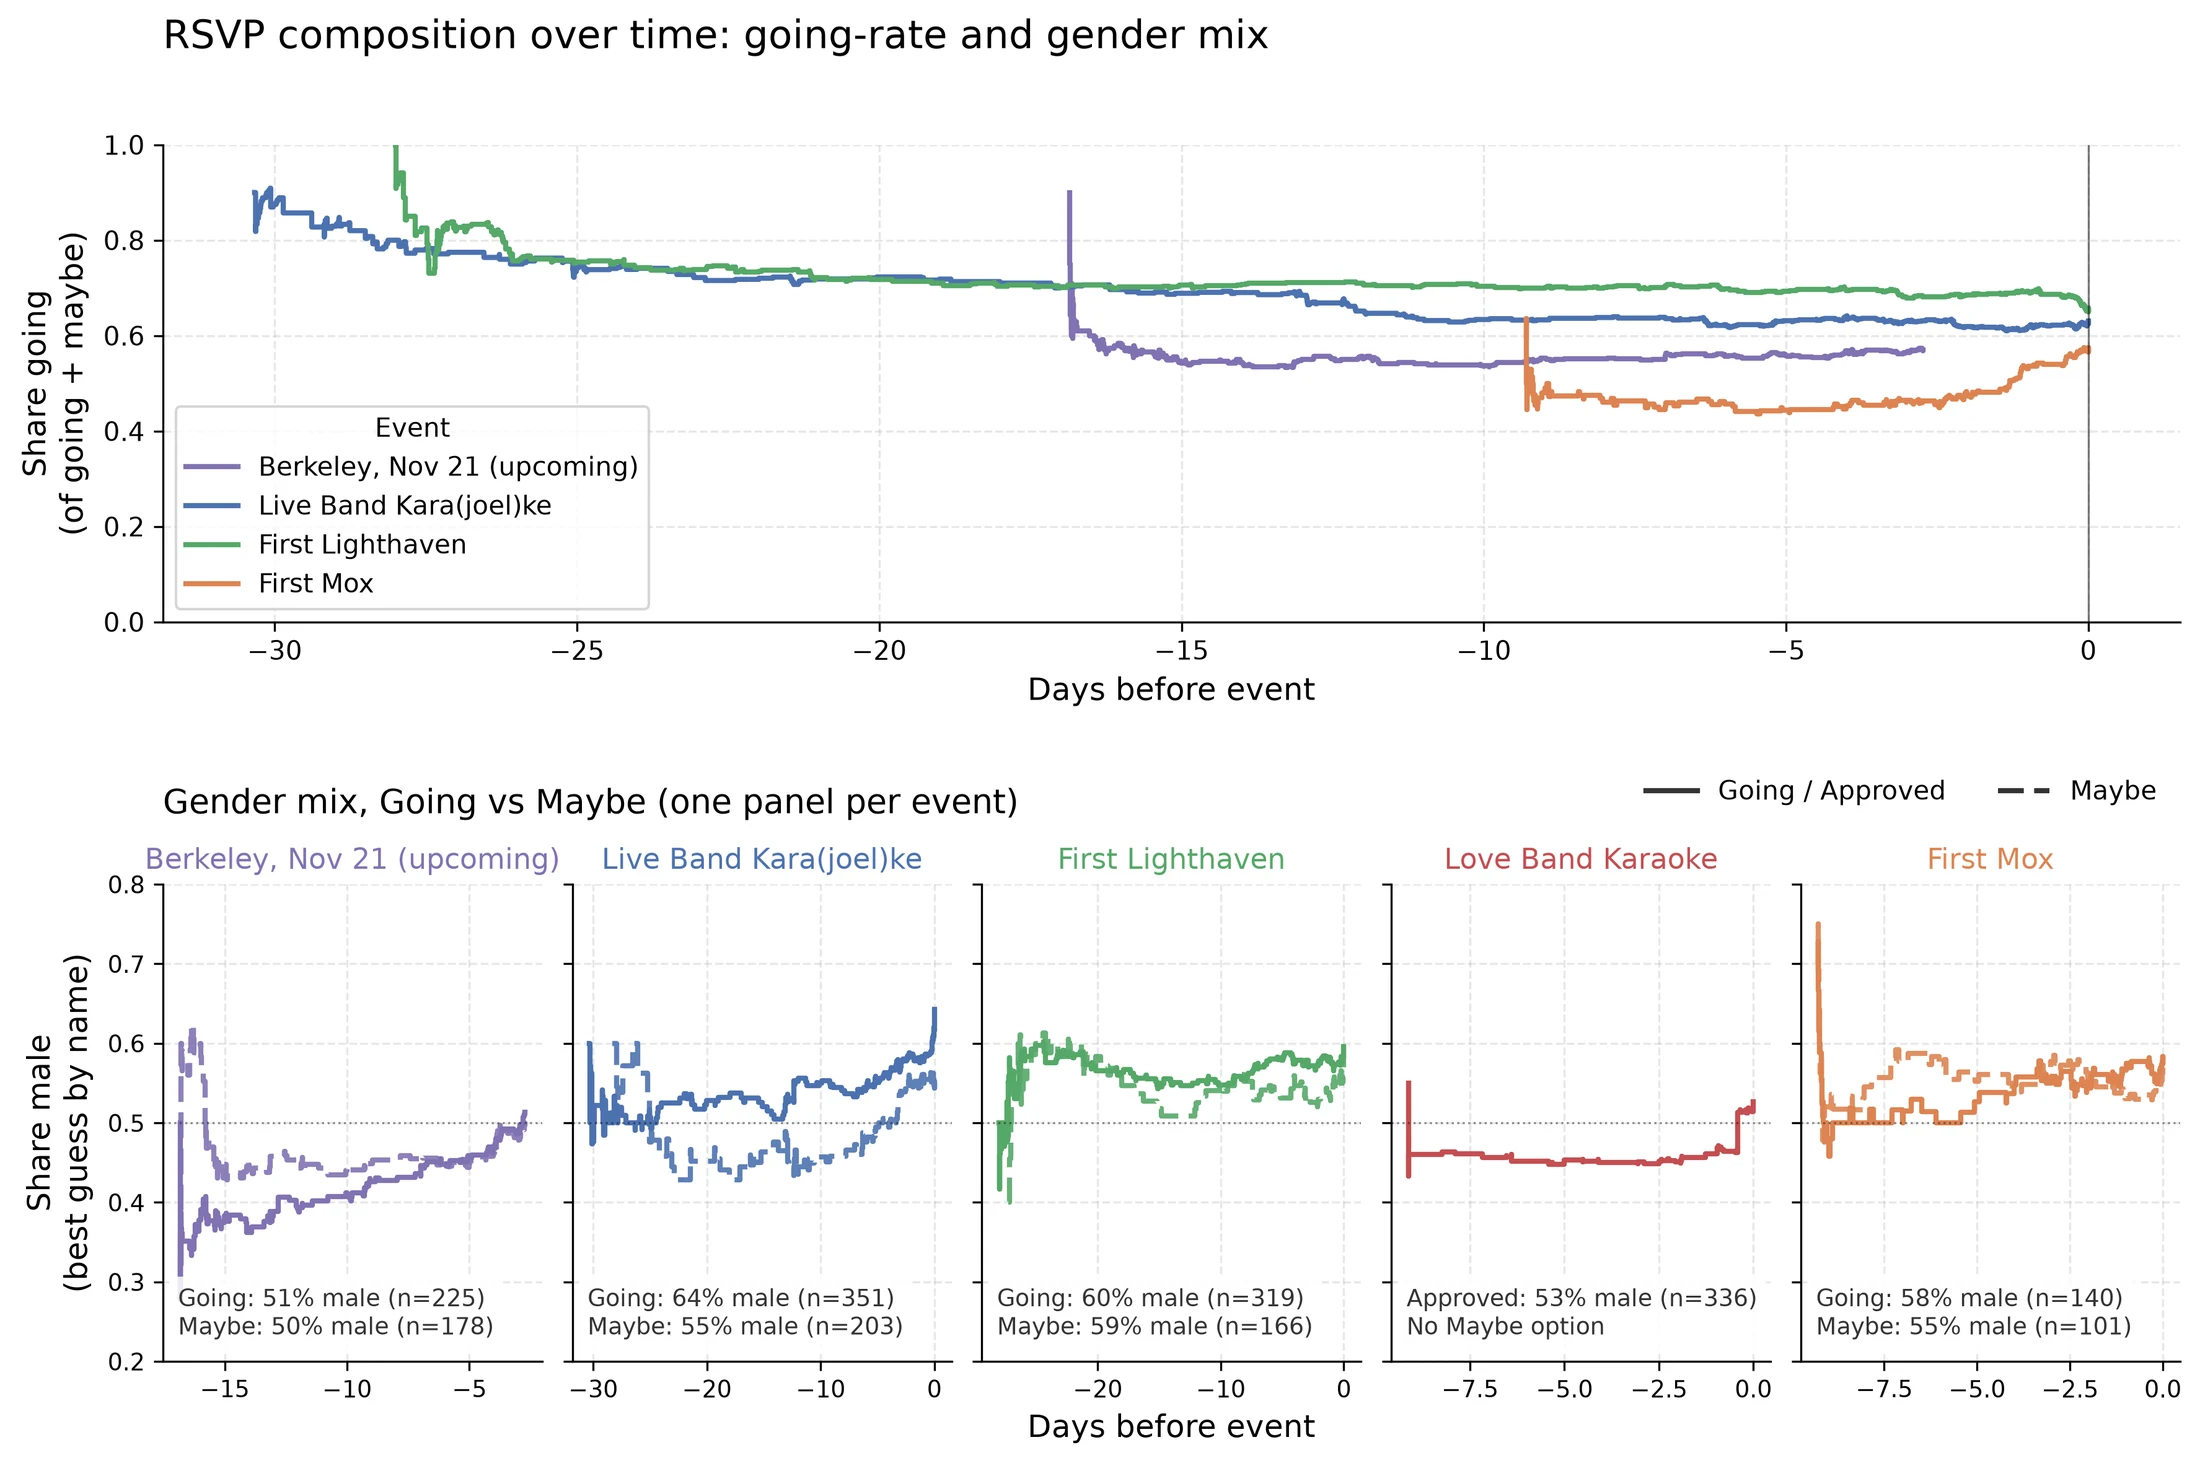 RSVP composition over time: going-rate and gender mix
Share going
(of going + maybe)
1.0
0.8
0.6
0.4
0.2
0.0
Event
Berkeley, Nov 21 (upcoming)
Live Band Kara(joel)ke
First Lighthaven
First Mox
−30 −25 −20 −15 −10 −5 0
Days before event
Gender mix, Going vs Maybe (one panel per event)
Going / Approved Maybe
Share male
(best guess by name)
0.8
0.7
0.6
0.5
0.4
0.3
0.2
Berkeley, Nov 21 (upcoming)
Going: 51% male (n=225)
Maybe: 50% male (n=178)
−15 −10 −5
Live Band Kara(joel)ke
Going: 64% male (n=351)
Maybe: 55% male (n=203)
−30 −20 −10 0
First Lighthaven
Going: 60% male (n=319)
Maybe: 59% male (n=166)
−20 −10 0
Love Band Karaoke
Approved: 53% male (n=336)
No Maybe option
−7.5 −5.0 −2.5 0.0
First Mox
Going: 58% male (n=140)
Maybe: 55% male (n=101)
−7.5 −5.0 −2.5 0.0
Days before event